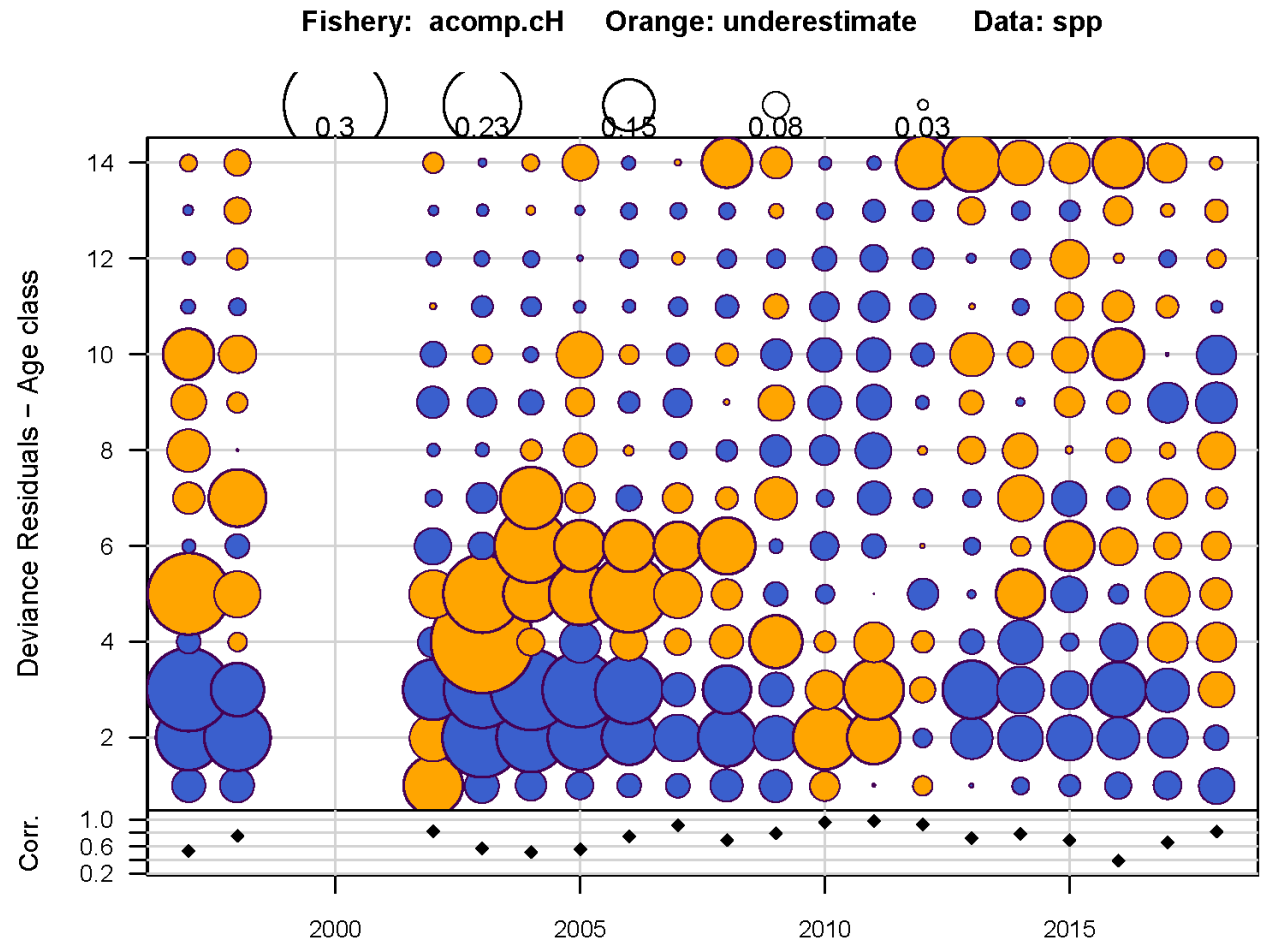 Fishery: acomp.cH Orange: underestimate Data: spp
0.3 0.23 0.15 0.08 0.03
Deviance Residuals − Age class
14
12
10
8
6
4
2
Corr.
1.0
0.6
0.2
2000 2005 2010 2015